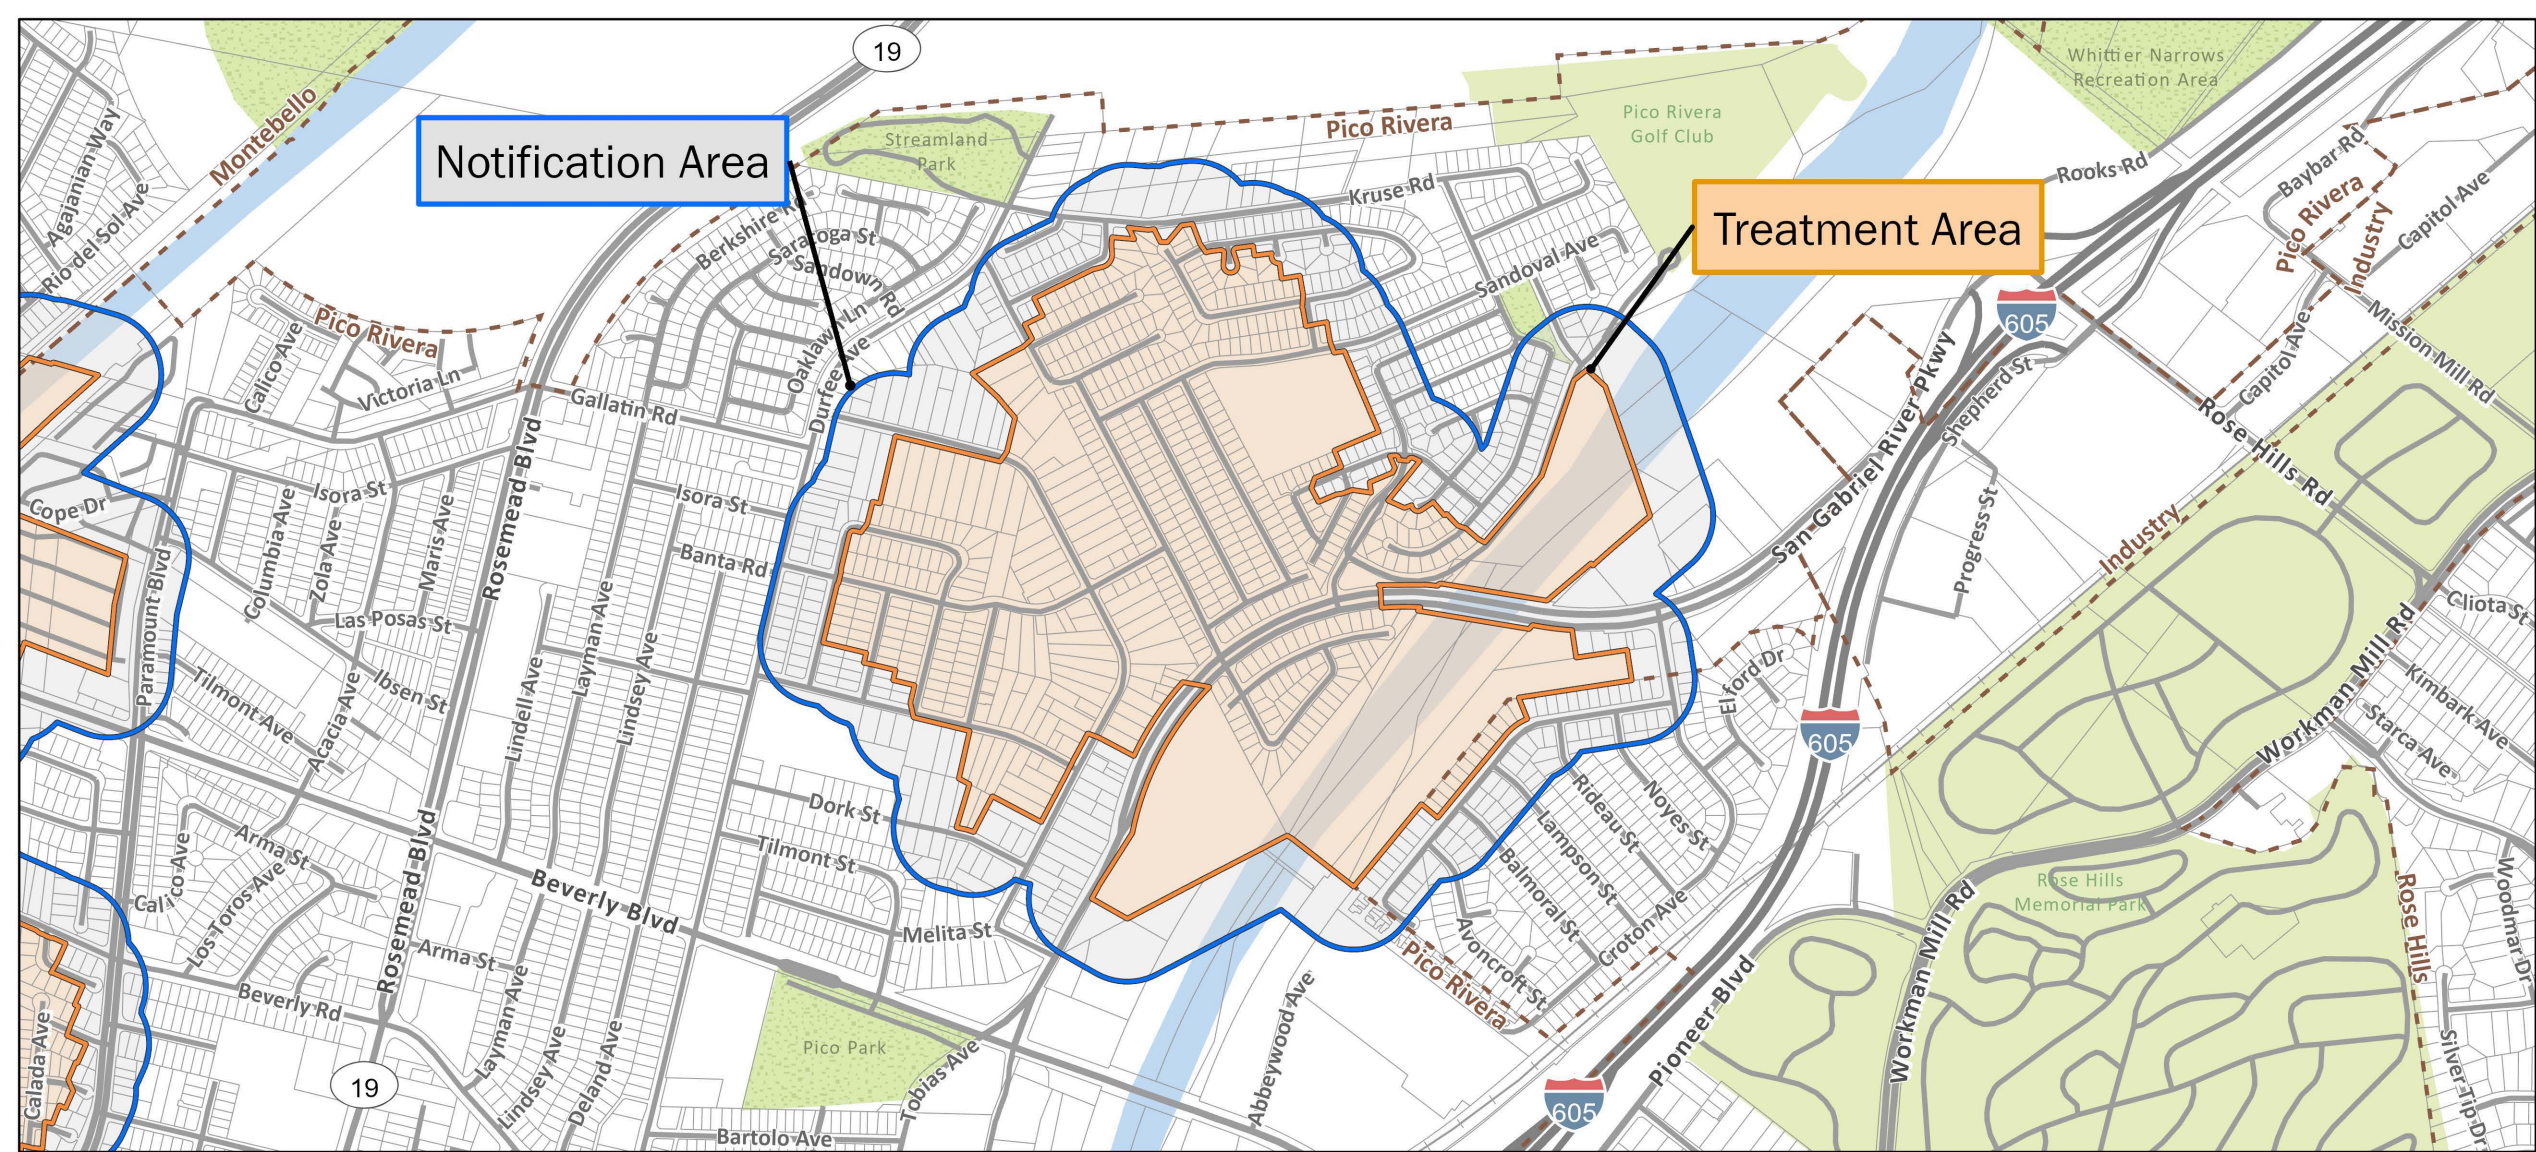 19
Whittier Narrows
Recreation Area
Montebello
Agajanian Way
Rio del Sol Ave
Notification Area
Streamland
Park
Pico Rivera
Pico Rivera
Golf Club
Rooks Rd
Baybar Rd
Pico Rivera
Industry
Capitol Ave
Treatment Area
Kruse Rd
Sandoval Ave
Berkshire R
Saratoga St
Sandown Rd
Oaklawn Ln
Durfee Ave
605
Mission Mill Rd
Capitol Ave
Shepherd St
Pico Rivera
Calico Ave
Victoria Ln
Gallatin Rd
San Gabriel River Pkwy
Rose Hills Rd
Rosemead Blvd
Isora St
Isora St
Cope Dr
Columbia Ave
Zola Ave
Maris Ave
Banta Rd
Progress St
Industry
Paramount Blvd
Las Posas St
Layman Ave
Lindsey Ave
Lindell Ave
Ibsen St
Tilmont Ave
Acacia Ave
Elford Dr
Cliota St
Workman Mill Rd
Kimbark Ave
Starca Ave
605
Dork St
Tilmont St
Arma St
Calico Ave
Cali
Los Toros Ave
Rosemead Blvd
Beverly Blvd
Noyes St
Rideau St
Lampson St
Balmoral St
Croton Ave
Avoncroft St
Melita St
Arma St
Pico Rivera
Rose Hills
Memorial Park
Rose Hills
Woodmar Dr
Workman Mill Rd
Beverly Rd
Layman Ave
Lindsey Ave
Deland Ave
Pico Park
Tobias Ave
Abbeywood Ave
Pioneer Blvd
Calada Ave
19
605
Silver Tip Dr
Bartolo Ave